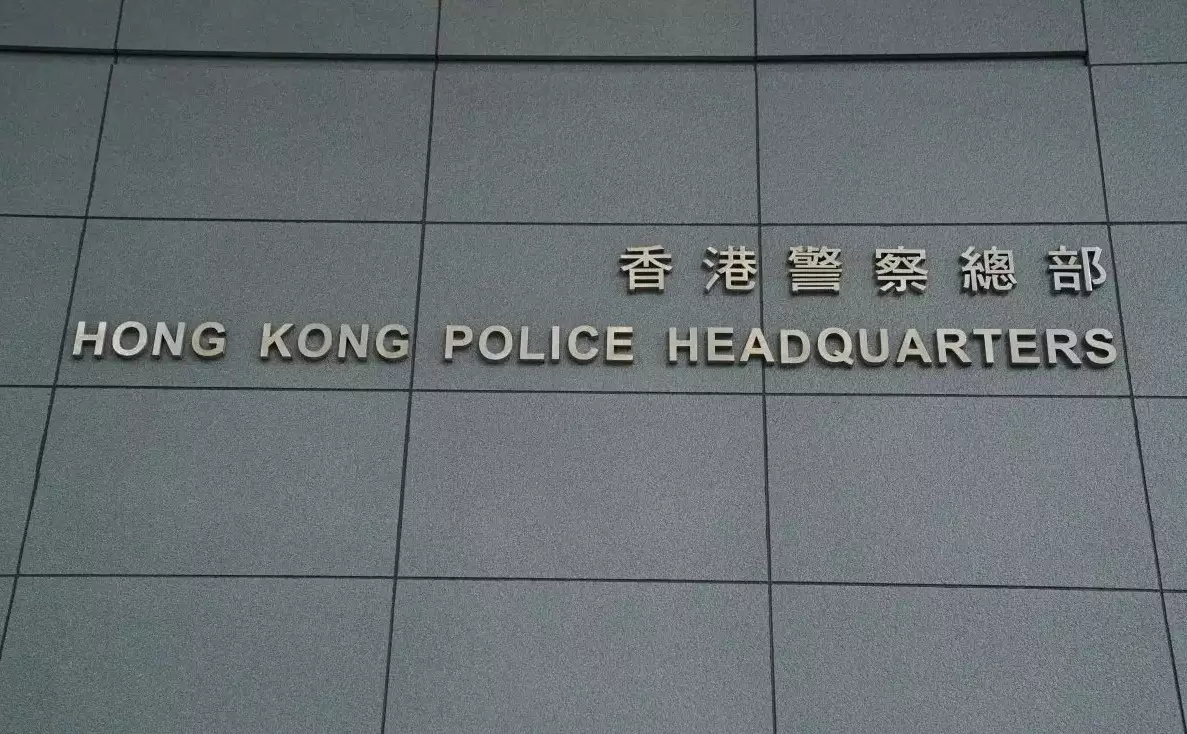 香港警察總部
HONG KONG POLICE HEADQUARTERS